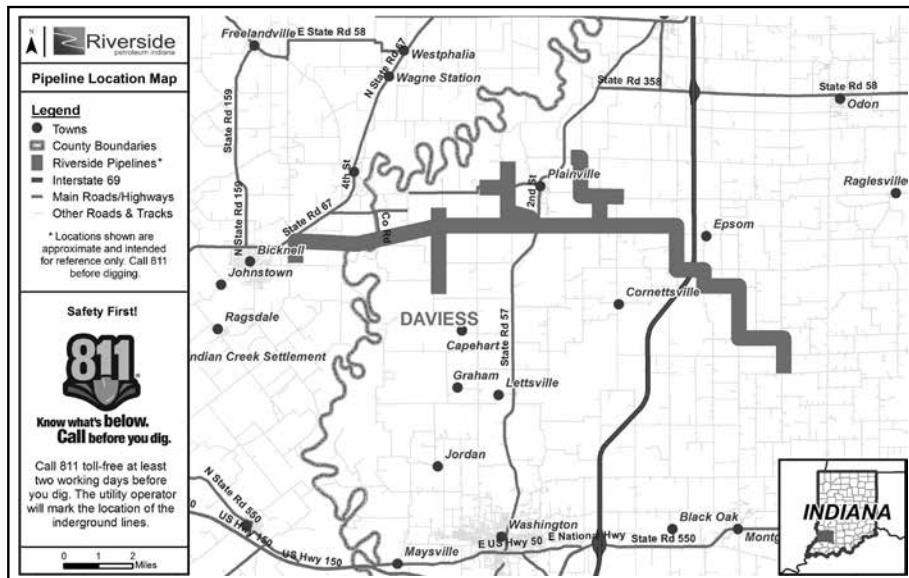 N
Riverside
petroleum indiana
Pipeline Location Map
Legend
Towns
County Boundaries
Riverside Pipelines*
Interstate 69
Main Roads/Highways
Other Roads & Tracks
* Locations shown are
approximate and intended
for reference only. Call 811
before digging.
Safety First!
811
Know what's below.
Call before you dig.
Call 811 toll-free at least
two working days before
you dig. The utility operator
will mark the location of the
inderground lines.
0 1 2
Miles
Freelandville
E State Rd 58
Westphalia
N State Rd 67
Wagne Station
State Rd 159
State Rd 358
State Rd 58
Odon
4th St
Plainville
2nd St
Raglesville
N State Rd 159
State Rd 67
Co Rd
Epsom
Bicknell
Johnstown
Cornettsville
Ragsdale
DAVIESS
Capehart
State Rd 57
ndian Creek Settlement
Graham
Lettsville
Jordan
N State Rd 550
US Hwy 150
50
US Hwy 150
Maysville
Washington
E US Hwy 50
E National Hwy
State Rd 550
Black Oak
Montg
INDIANA